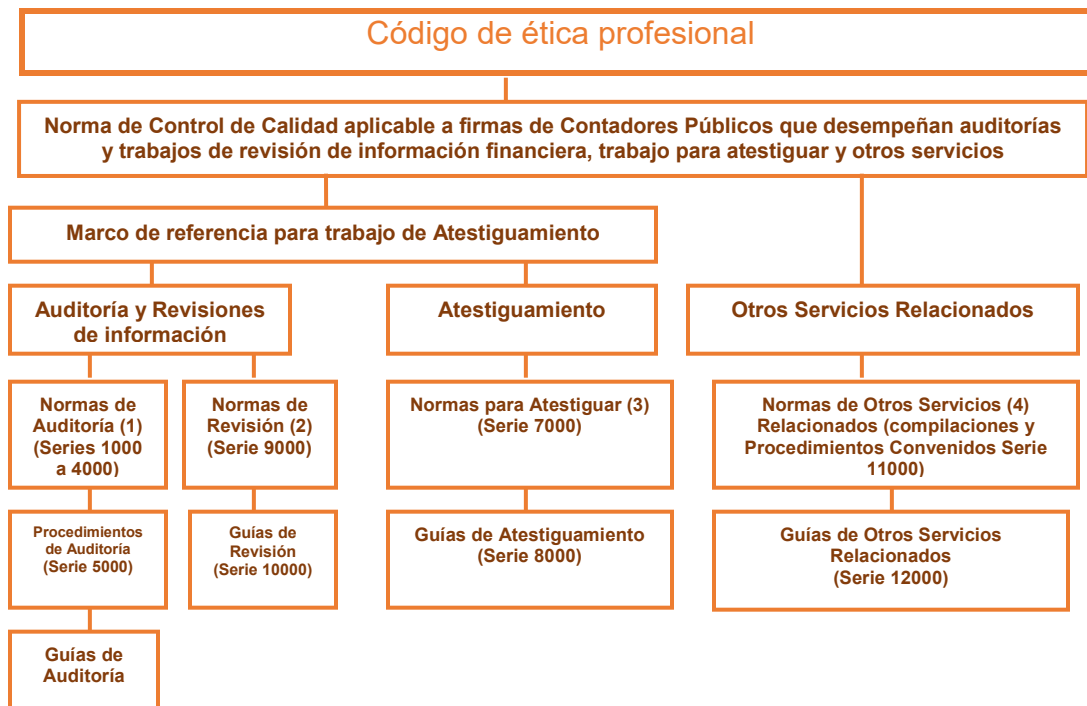 Código de ética profesional
Norma de Control de Calidad aplicable a firmas de Contadores Públicos que desempeñan auditorías
y trabajos de revisión de información financiera, trabajo para atestiguar y otros servicios
Marco de referencia para trabajo de Atestiguamiento
Auditoría y Revisiones
de información
Atestiguamiento
Otros Servicios Relacionados
Normas de
Auditoría (1)
(Series 1000
a 4000)
Normas de
Revisión (2)
(Serie 9000)
Normas para Atestiguar (3)
(Serie 7000)
Normas de Otros Servicios (4)
Relacionados (compilaciones y
Procedimientos Convenidos Serie
11000)
Procedimientos
de Auditoría
(Serie 5000)
Guías de
Revisión
(Serie 10000)
Guías de Atestiguamiento
(Serie 8000)
Guías de Otros Servicios
Relacionados
(Serie 12000)
Guías de
Auditoría